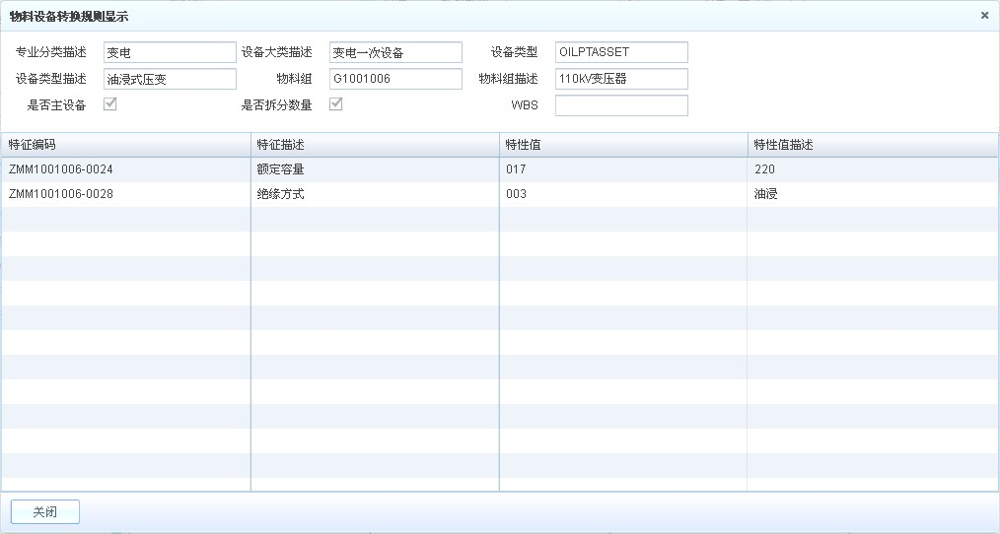 物料设备转换规则显示
专业分类描述 变电 设备大类描述 变电一次设备 设备类型 OILPTASSET
设备类型描述 油浸式压变 物料组 G1001006 物料组描述 110kV变压器
是否主设备 是否拆分数量 WBS
特征编码 特征描述 特性值 特性值描述
ZMM1001006-0024 额定容量 017 220
ZMM1001006-0028 绝缘方式 003 油浸
关闭